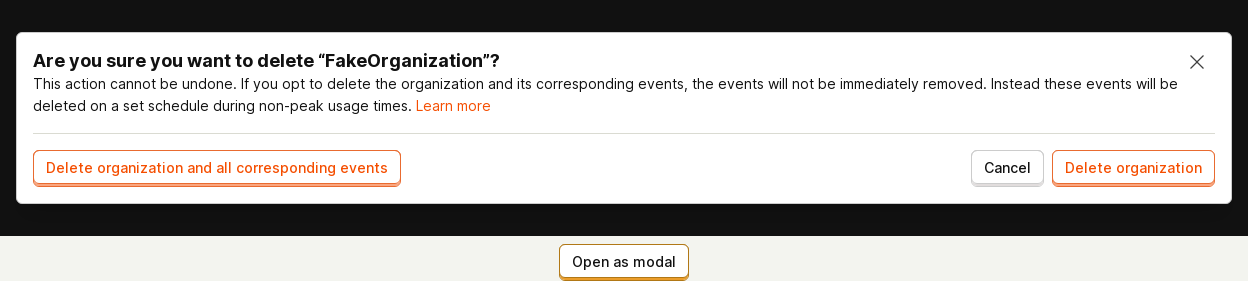 Are you sure you want to delete “FakeOrganization”?
This action cannot be undone. If you opt to delete the organization and its corresponding events, the events will not be immediately removed. Instead these events will be
deleted on a set schedule during non-peak usage times. Learn more
Delete organization and all corresponding events
Cancel
Delete organization
Open as modal